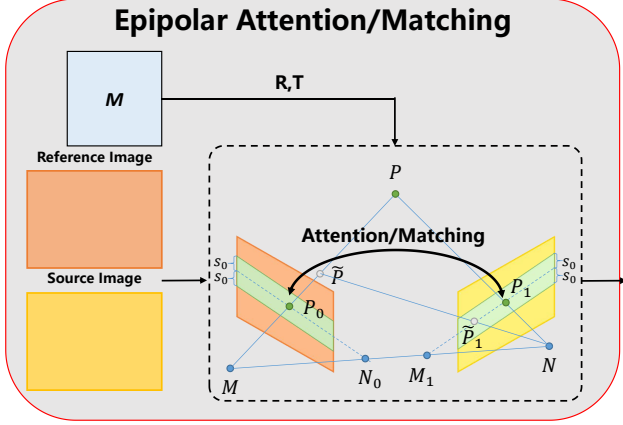 Epipolar Attention/Matching
M
R,T
Reference Image
Source Image
P
Attention/Matching
s₀
s₀
P̃
P₀
s₀
s₀
P₁
P̃₁
M
N₀
M₁
N